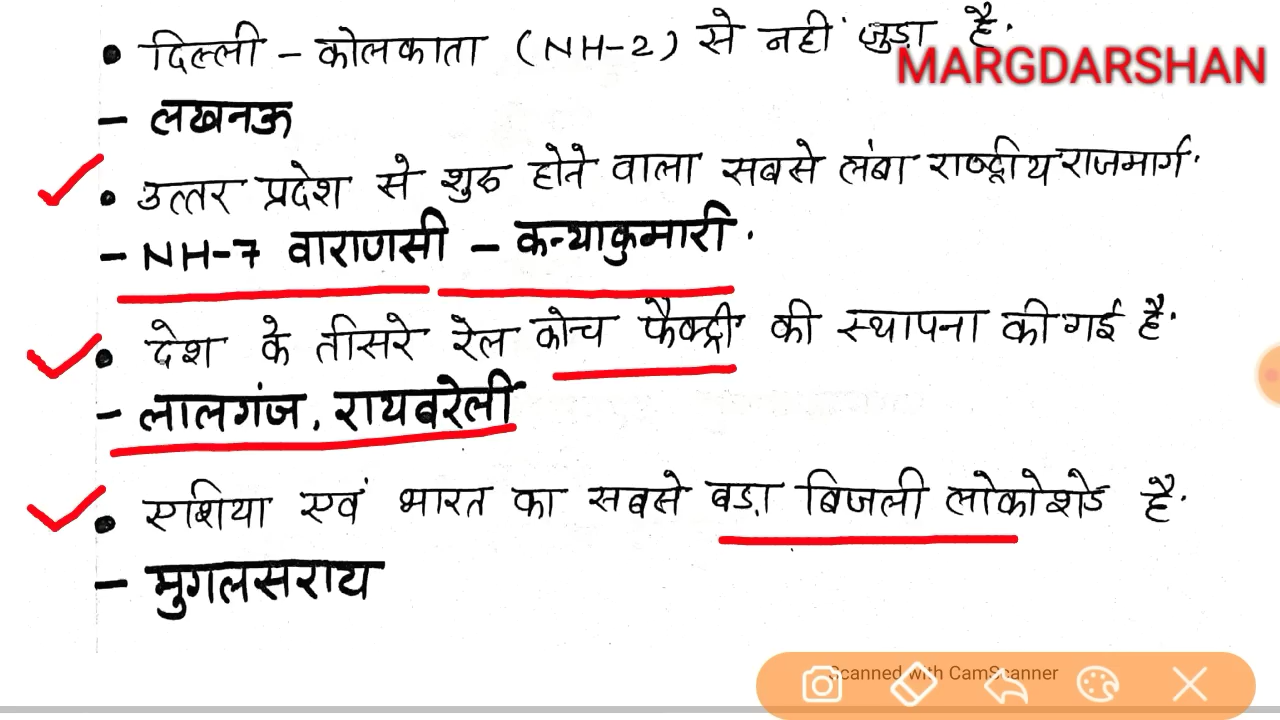 • दिल्ली - कोलकाता (NH-2) से नही जुड़ा है.
MARGDARSHAN
- लखनऊ
• उत्तर प्रदेश से शुरू होने वाला सबसे लंबा राष्ट्रीय राजमार्ग.
- NH-7 वाराणसी - कन्याकुमारी.
• देश के तीसरे रेल कोच फैक्ट्री की स्थापना की गई है.
- लालगंज, रायबरेली
• एशिया एवं भारत का सबसे बड़ा बिजली लोकोशेड है.
- मुगलसराय
Scanned with CamScanner